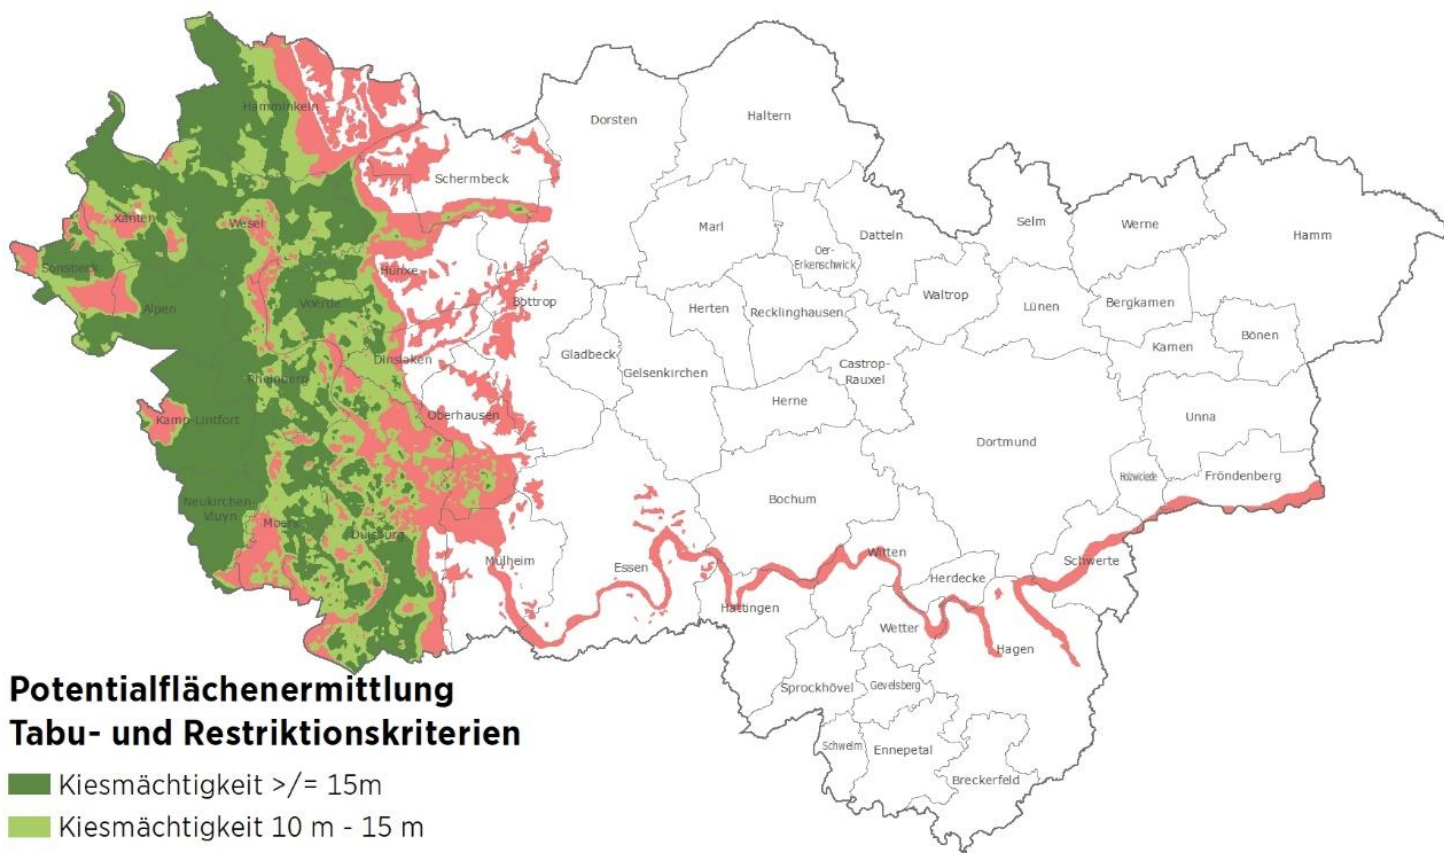 Dorsten
Haltern
Hamminkeln
Schermbeck
Xanten
Wesel
Marl
Datteln
Selm
Werne
Hamm
Oer-
Erkenschwick
Sonsbeck
Hünxe
Alpen
Voerde
Bottrop
Herten
Recklinghausen
Waltrop
Lünen
Bergkamen
Bönen
Kamen
Gladbeck
Dinslaken
Gelsenkirchen
Castrop-
Rauxel
Rheinberg
Herne
Kamp-Lintfort
Oberhausen
Unna
Dortmund
Holzwickede
Fröndenberg
Neukirchen-
Vluyn
Moers
Duisburg
Bochum
Mülheim
Essen
Witten
Herdecke
Schwerte
Hattingen
Wetter
Hagen
Sprockhövel
Gevelsberg
Schwelm
Ennepetal
Breckerfeld
Potentialflächenermittlung
Tabu- und Restriktionskriterien
Kiesmächtigkeit >/= 15m
Kiesmächtigkeit 10 m - 15 m